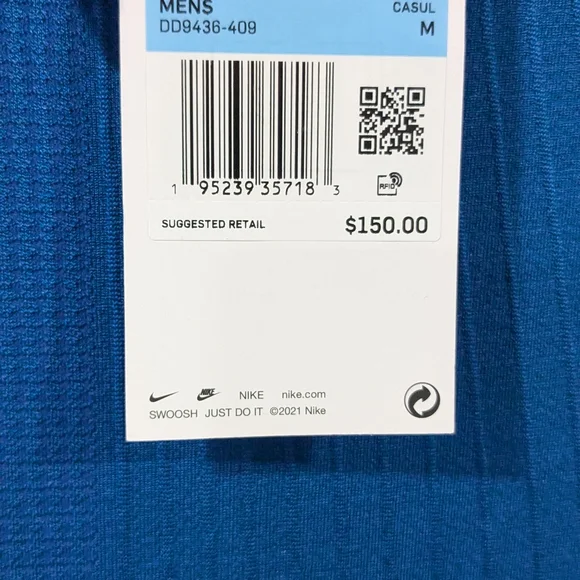 MENS CASUL
DD9436-409 M
1 95239 35718 3
RFID
SUGGESTED RETAIL $150.00
NIKE NIKE nike.com
SWOOSH JUST DO IT ©2021 Nike